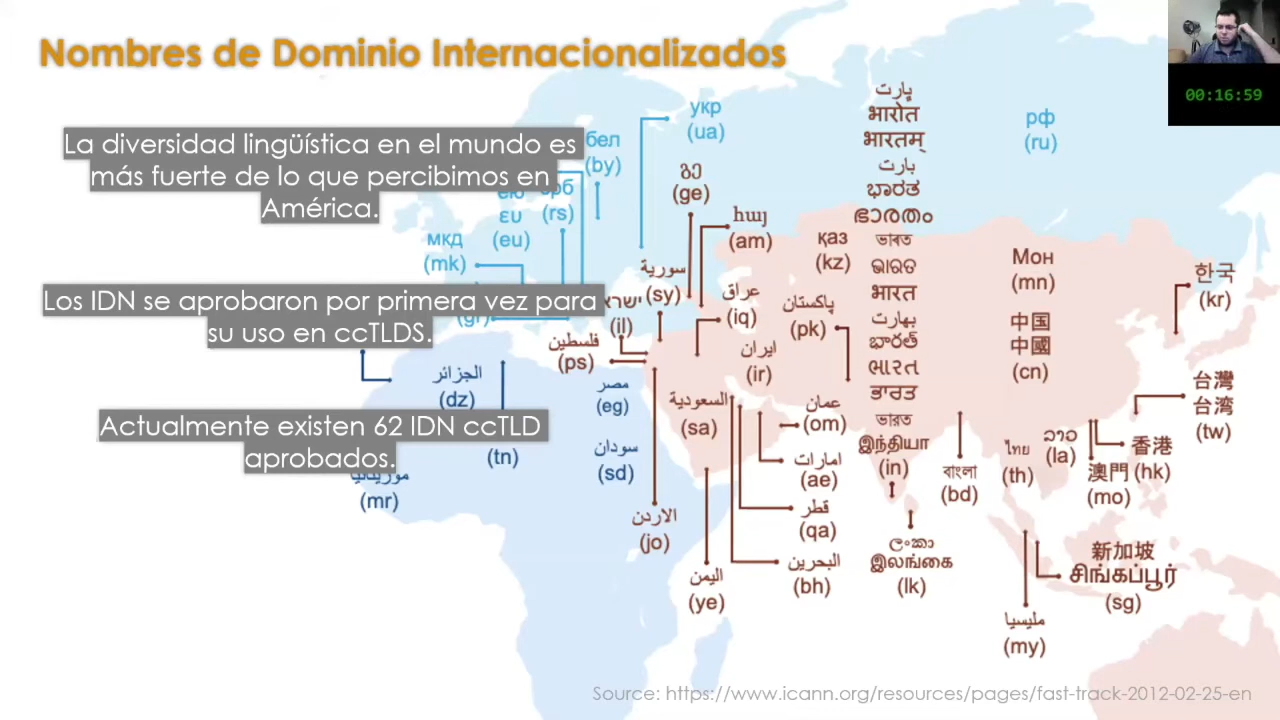 Nombres de Dominio Internacionalizados
00:16:59
La diversidad lingüística en el mundo es
más fuerte de lo que percibimos en
América.
Los IDN se aprobaron por primera vez para
su uso en ccTLDS.
Actualmente existen 62 IDN ccTLD
aprobados.
бел
(by)
(rs)
ευ
(eu)
мкд
(mk)
укр
(ua)
გე
(ge)
հայ
(am)
қаз
(kz)
рф
(ru)
Мон
(mn)
中国
中國
(cn)
한국
(kr)
台灣
台湾
(tw)
香港
(hk)
澳門
(mo)
ລາວ
(la)
ไทย
(th)
বাংলা
(bd)
新加坡
சிங்கப்பூர்
(sg)
مليسيا
(my)
ලංකා
இலங்கை
(lk)
بارت
भारोत
भारतम्
ڀارت
ಭಾರತ
ഭാരതം
ভাৰত
ଭାରତ
भारत
بھارت
భారత్
ભારત
ਭਾਰਤ
ভারত
இந்தியா
(in)
پاکستان
(pk)
سورية
(sy)
عراق
(iq)
ایران
(ir)
(il)
فلسطين
(ps)
مصر
(eg)
السعودية
(sa)
عمان
(om)
امارات
(ae)
قطر
(qa)
البحرين
(bh)
اليمن
(ye)
الاردن
(jo)
سودان
(sd)
الجزائر
(dz)
(tn)
(mr)
Source: https://www.icann.org/resources/pages/fast-track-2012-02-25-en